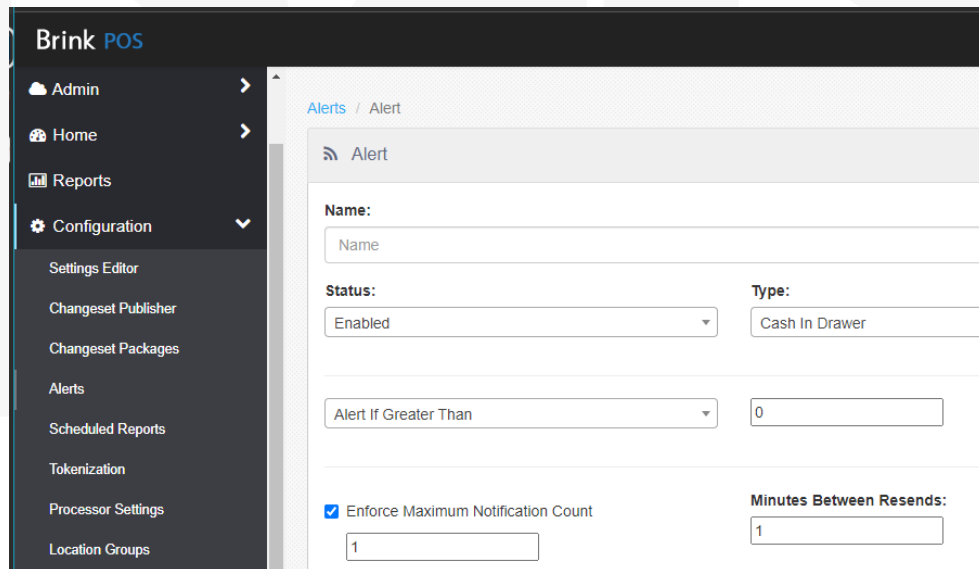 Brink POS
Admin
Home
Reports
Configuration
Settings Editor
Changeset Publisher
Changeset Packages
Alerts
Scheduled Reports
Tokenization
Processor Settings
Location Groups
Alerts / Alert
Alert
Name:
Name
Status: Type:
Enabled Cash In Drawer
Alert If Greater Than 0
Enforce Maximum Notification Count Minutes Between Resends:
1 1